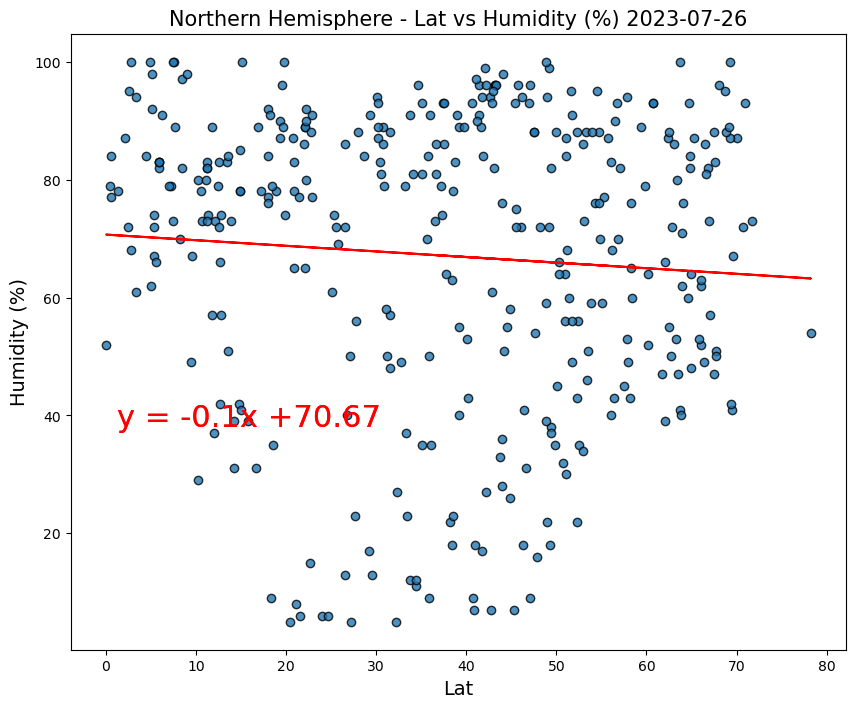 Northern Hemisphere - Lat vs Humidity (%) 2023-07-26
Humidity (%)
100
80
60
40
20
y = -0.1x +70.67
0 10 20 30 40 50 60 70 80
Lat